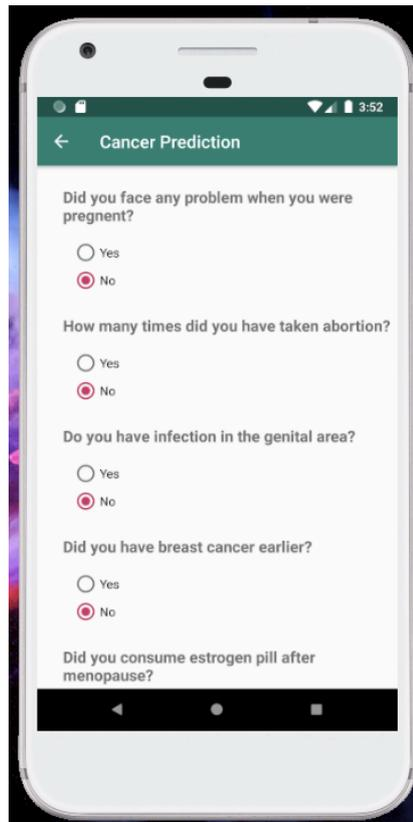 3:52
Cancer Prediction
Did you face any problem when you were
pregnent?
Yes
No
How many times did you have taken abortion?
Yes
No
Do you have infection in the genital area?
Yes
No
Did you have breast cancer earlier?
Yes
No
Did you consume estrogen pill after
menopause?